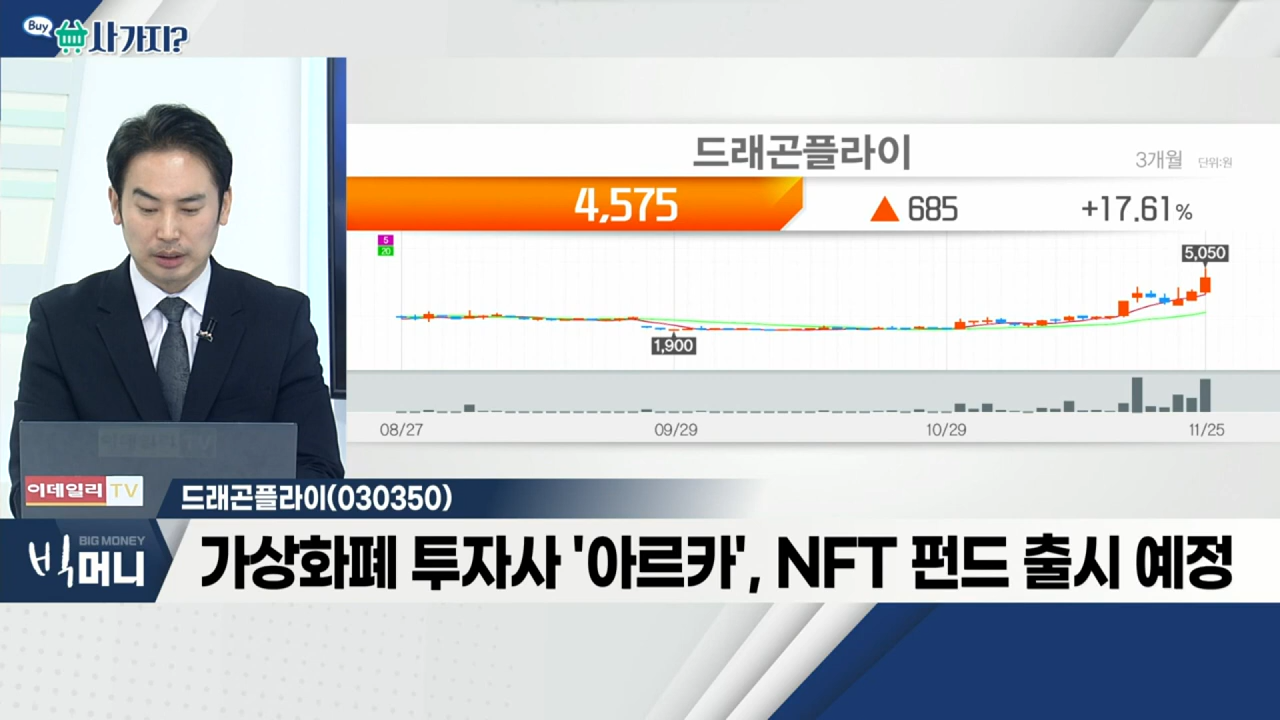 Buy
사가지?
드래곤플라이
3개월 단위:원
4,575 ▲ 685 +17.61%
5
20
5,050
1,900
08/27 09/29 10/29 11/25
이데일리 TV
드래곤플라이(030350)
BIG MONEY
빅머니
가상화폐 투자사 '아르카', NFT 펀드 출시 예정